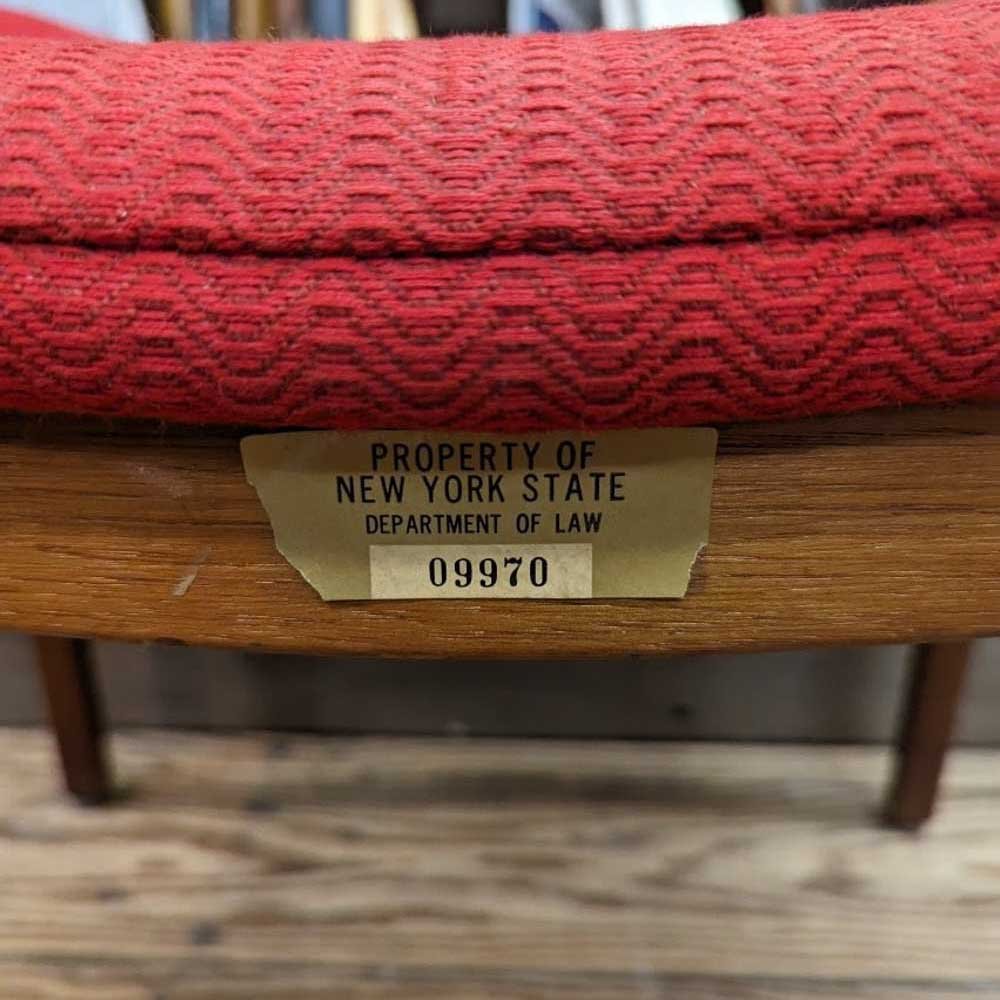 PROPERTY OF
NEW YORK STATE
DEPARTMENT OF LAW
09970